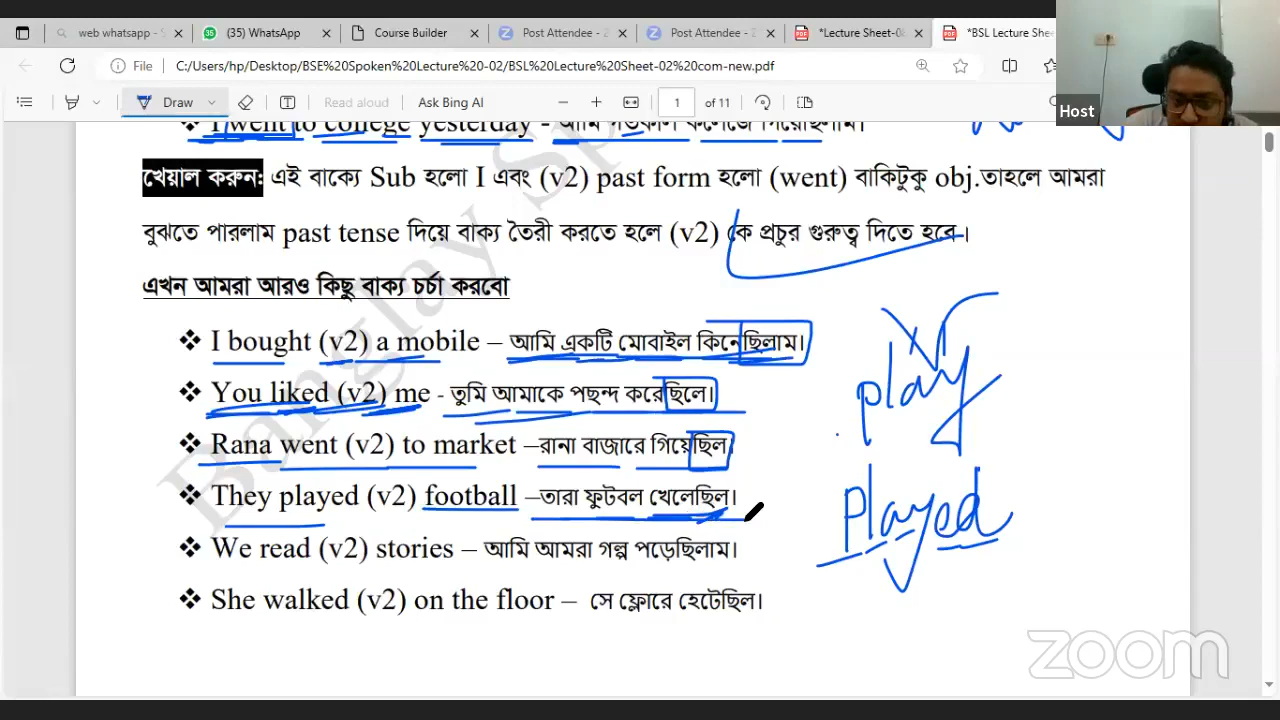 web whatsapp - S
(35) WhatsApp
Course Builder
Post Attendee - Z
Post Attendee - Z
*Lecture Sheet-08
*BSL Lecture She
File C:/Users/hp/Desktop/BSE%20Spoken%20Lecture%20-02/BSL%20Lecture%20Sheet-02%20com-new.pdf
Draw Read aloud Ask Bing AI 1 of 11
Host
I went to college yesterday - আমি গতকাল কলেজে গিয়েছিলাম।
খেয়াল করুন: এই বাক্যে Sub হলো I এবং (v2) past form হলো (went) বাকিটুকু obj.তাহলে আমরা
বুঝতে পারলাম past tense দিয়ে বাক্য তৈরী করতে হলে (v2) কে প্রচুর গুরুত্ব দিতে হবে।
এখন আমরা আরও কিছু বাক্য চর্চা করবো
❖ I bought (v2) a mobile – আমি একটি মোবাইল কিনেছিলাম।
❖ You liked (v2) me - তুমি আমাকে পছন্দ করেছিলে।
❖ Rana went (v2) to market –রানা বাজারে গিয়েছিল।
❖ They played (v2) football –তারা ফুটবল খেলেছিল।
❖ We read (v2) stories – আমি আমরা গল্প পড়েছিলাম।
❖ She walked (v2) on the floor – সে ফ্লোরে হেটেছিল।
play
played
zoom